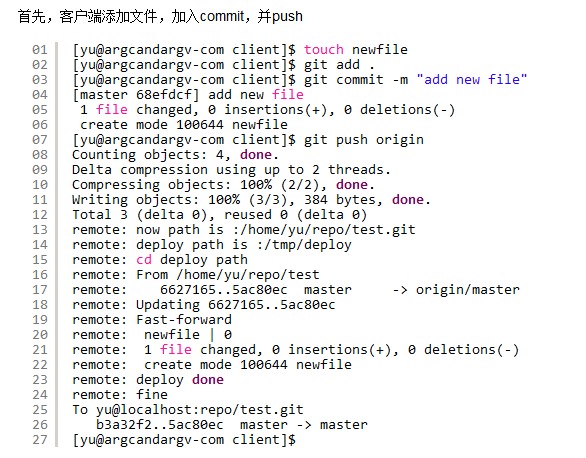 首先，客户端添加文件，加入commit，并push
01 [yu@argcandargv-com client]$ touch newfile
02 [yu@argcandargv-com client]$ git add .
03 [yu@argcandargv-com client]$ git commit -m "add new file"
04 [master 68efdcf] add new file
05  1 file changed, 0 insertions(+), 0 deletions(-)
06  create mode 100644 newfile
07 [yu@argcandargv-com client]$ git push origin
08 Counting objects: 4, done.
09 Delta compression using up to 2 threads.
10 Compressing objects: 100% (2/2), done.
11 Writing objects: 100% (3/3), 384 bytes, done.
12 Total 3 (delta 0), reused 0 (delta 0)
13 remote: now path is :/home/yu/repo/test.git
14 remote: deploy path is :/tmp/deploy
15 remote: cd deploy path
16 remote: From /home/yu/repo/test
17 remote:    6627165..5ac80ec  master     -> origin/master
18 remote: Updating 6627165..5ac80ec
19 remote: Fast-forward
20 remote:  newfile | 0
21 remote:  1 file changed, 0 insertions(+), 0 deletions(-)
22 remote:  create mode 100644 newfile
23 remote: deploy done
24 remote: fine
25 To yu@localhost:repo/test.git
26    b3a32f2..5ac80ec  master -> master
27 [yu@argcandargv-com client]$